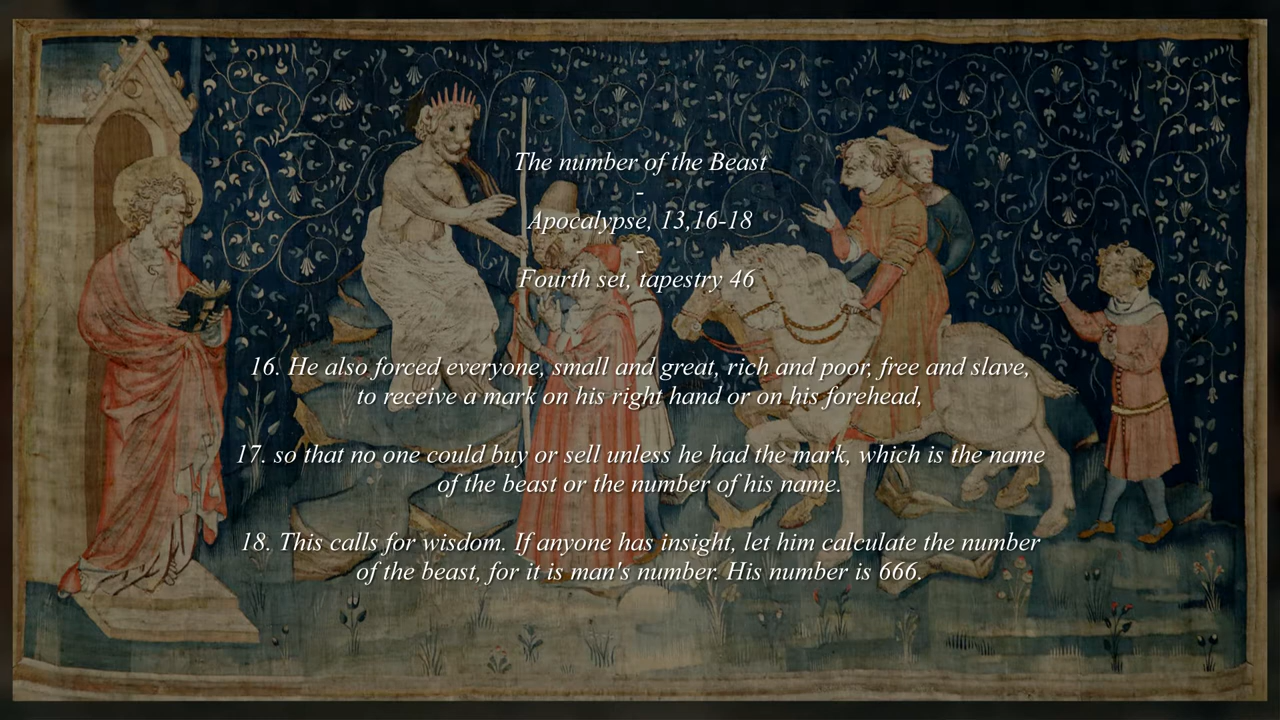 The number of the Beast
-
Apocalypse, 13,16-18
-
Fourth set, tapestry 46
16. He also forced everyone, small and great, rich and poor, free and slave,
to receive a mark on his right hand or on his forehead,
17. so that no one could buy or sell unless he had the mark, which is the name
of the beast or the number of his name.
18. This calls for wisdom. If anyone has insight, let him calculate the number
of the beast, for it is man's number. His number is 666.